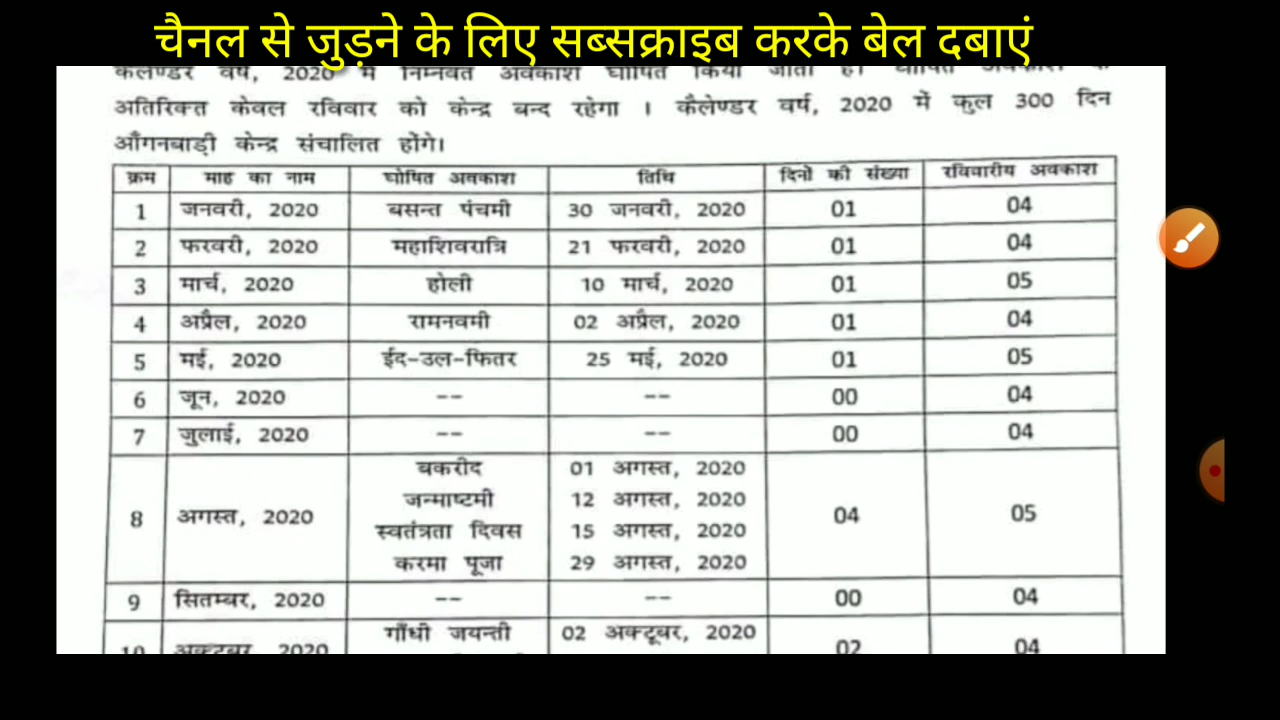 चैनल से जुड़ने के लिए सब्सक्राइब करके बेल दबाएं
कैलेण्डर वर्ष, 2020 में निम्नवत अवकाश घोषित किया जाता है। घोषित अवकाश के
अतिरिक्त केवल रविवार को केन्द्र बन्द रहेगा । कैलेण्डर वर्ष, 2020 में कुल 300 दिन
आँगनबाड़ी केन्द्र संचालित होंगे।
क्रम माह का नाम घोषित अवकाश तिथि दिनों की संख्या रविवारीय अवकाश
1 जनवरी, 2020 बसन्त पंचमी 30 जनवरी, 2020 01 04
2 फरवरी, 2020 महाशिवरात्रि 21 फरवरी, 2020 01 04
3 मार्च, 2020 होली 10 मार्च, 2020 01 05
4 अप्रैल, 2020 रामनवमी 02 अप्रैल, 2020 01 04
5 मई, 2020 ईद-उल-फितर 25 मई, 2020 01 05
6 जून, 2020 -- -- 00 04
7 जुलाई, 2020 -- -- 00 04
8 अगस्त, 2020 बकरीद 01 अगस्त, 2020 04 05
जन्माष्टमी 12 अगस्त, 2020
स्वतंत्रता दिवस 15 अगस्त, 2020
करमा पूजा 29 अगस्त, 2020
9 सितम्बर, 2020 -- -- 00 04
10 अक्टूबर, 2020 गाँधी जयन्ती 02 अक्टूबर, 2020 02 04